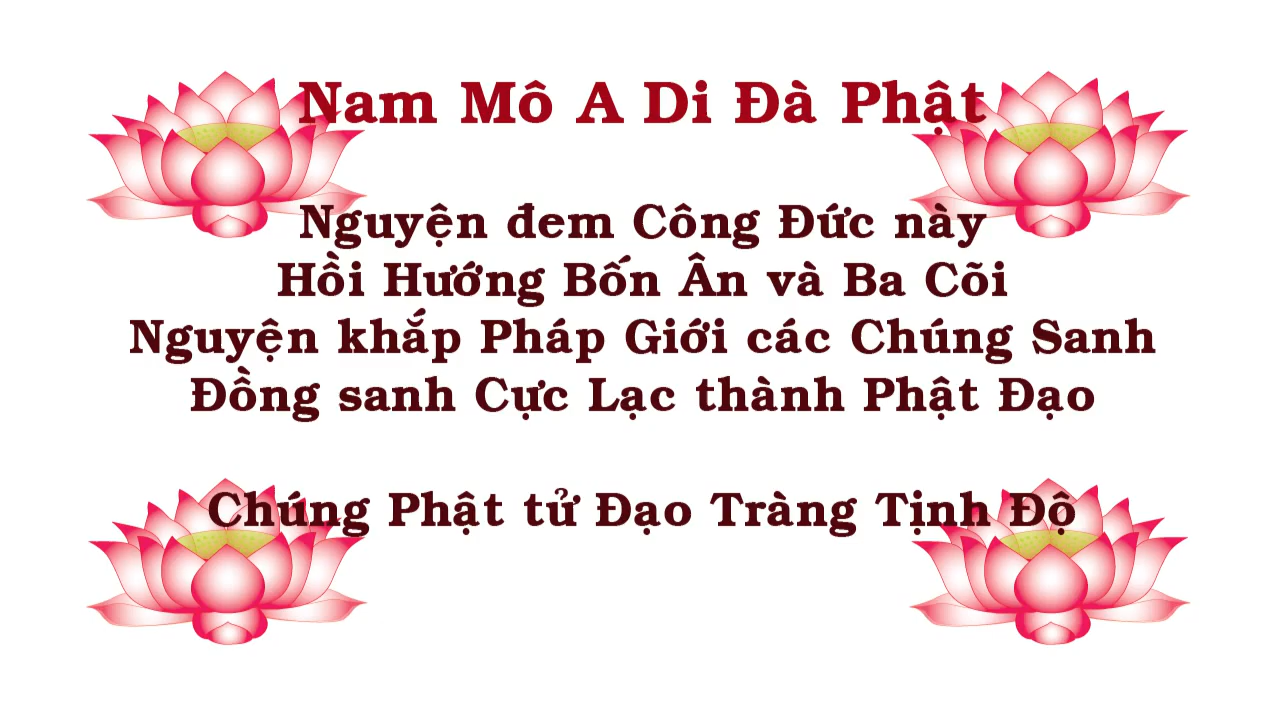 Nam Mô A Di Đà Phật
Nguyện đem Công Đức này
Hồi Hướng Bốn Ân và Ba Cõi
Nguyện khắp Pháp Giới các Chúng Sanh
Đồng sanh Cực Lạc thành Phật Đạo
Chúng Phật tử Đạo Tràng Tịnh Độ